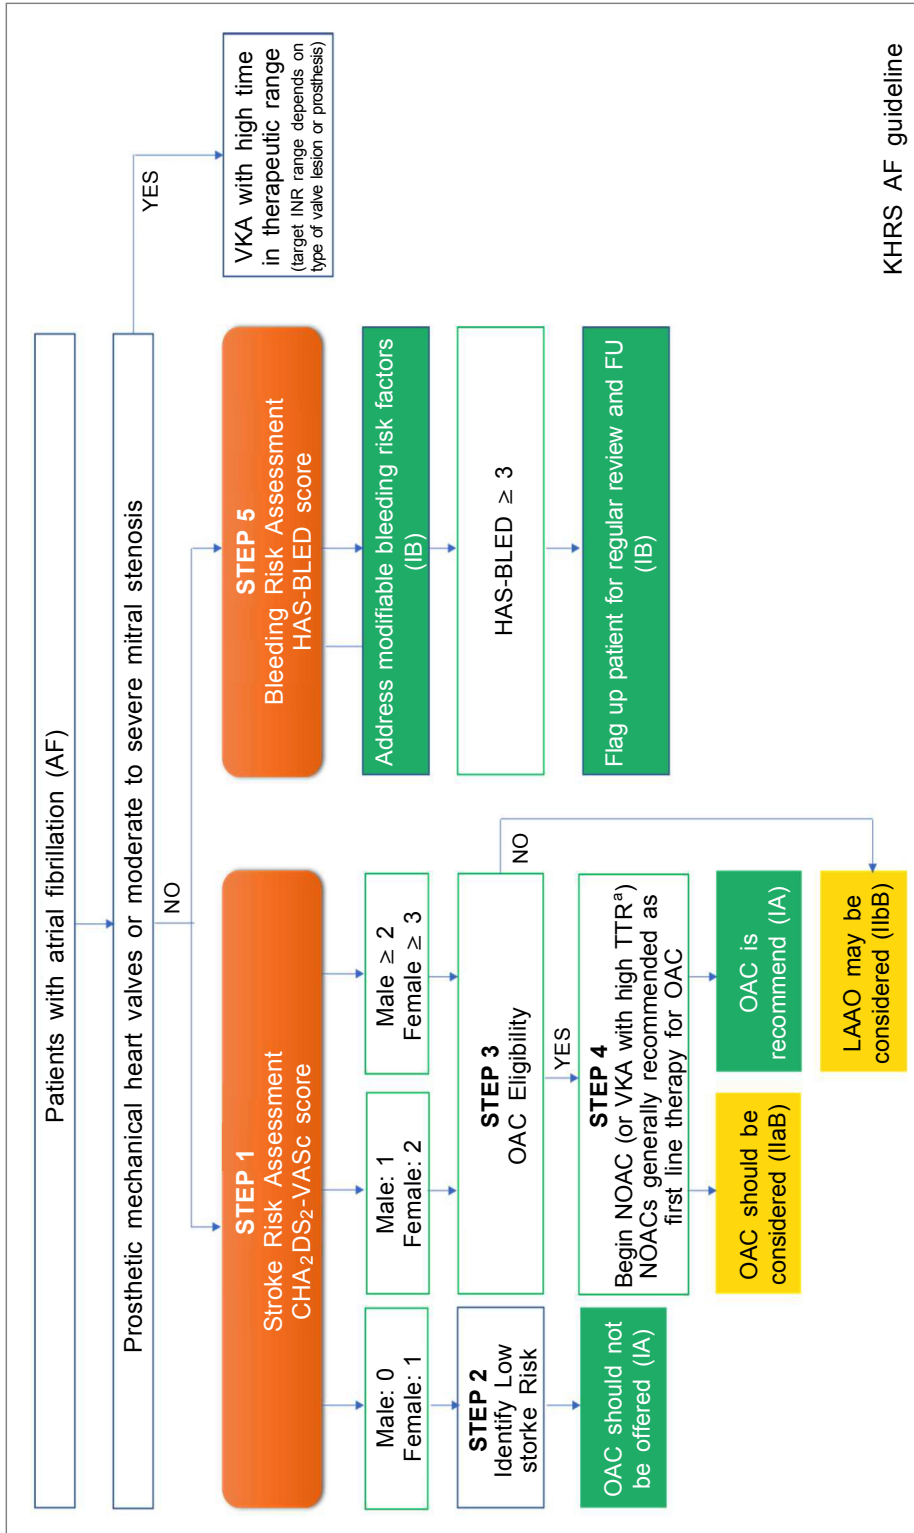 Patients with atrial fibrillation (AF)
Prosthetic mechanical heart valves or moderate to severe mitral stenosis
NO
YES
VKA with high time
in therapeutic range
(target INR range depends on
type of valve lesion or prosthesis)
STEP 1
Stroke Risk Assessment
CHA₂DS₂-VASc score
Male: 0
Female: 1
Male: 1
Female: 2
Male ≥ 2
Female ≥ 3
STEP 2
Identify Low
storke Risk
STEP 3
OAC Eligibility
YES
NO
STEP 4
Begin NOAC (or VKA with high TTRᵃ)
NOACs generally recommended as
first line therapy for OAC
OAC should not
be offered (IA)
OAC should be
considered (IIaB)
OAC is
recommend (IA)
LAAO may be
considered (IIbB)
STEP 5
Bleeding Risk Assessment
HAS-BLED score
Address modifiable bleeding risk factors
(IB)
HAS-BLED ≥ 3
Flag up patient for regular review and FU
(IB)
KHRS AF guideline